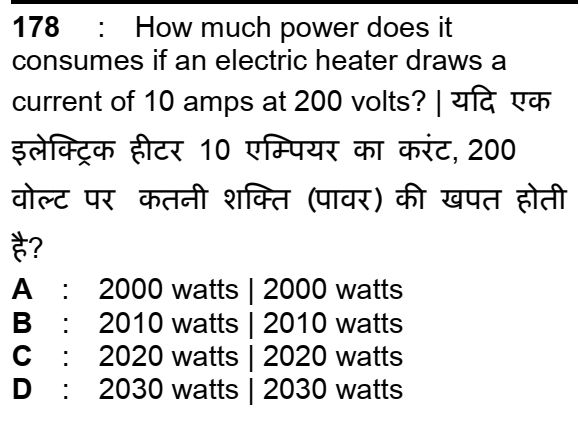 178 : How much power does it
consumes if an electric heater draws a
current of 10 amps at 200 volts? | यदि एक
इलेक्ट्रिक हीटर 10 एम्पियर का करंट, 200
वोल्ट पर कतनी शक्ति (पावर) की खपत होती
है?
A : 2000 watts | 2000 watts
B : 2010 watts | 2010 watts
C : 2020 watts | 2020 watts
D : 2030 watts | 2030 watts